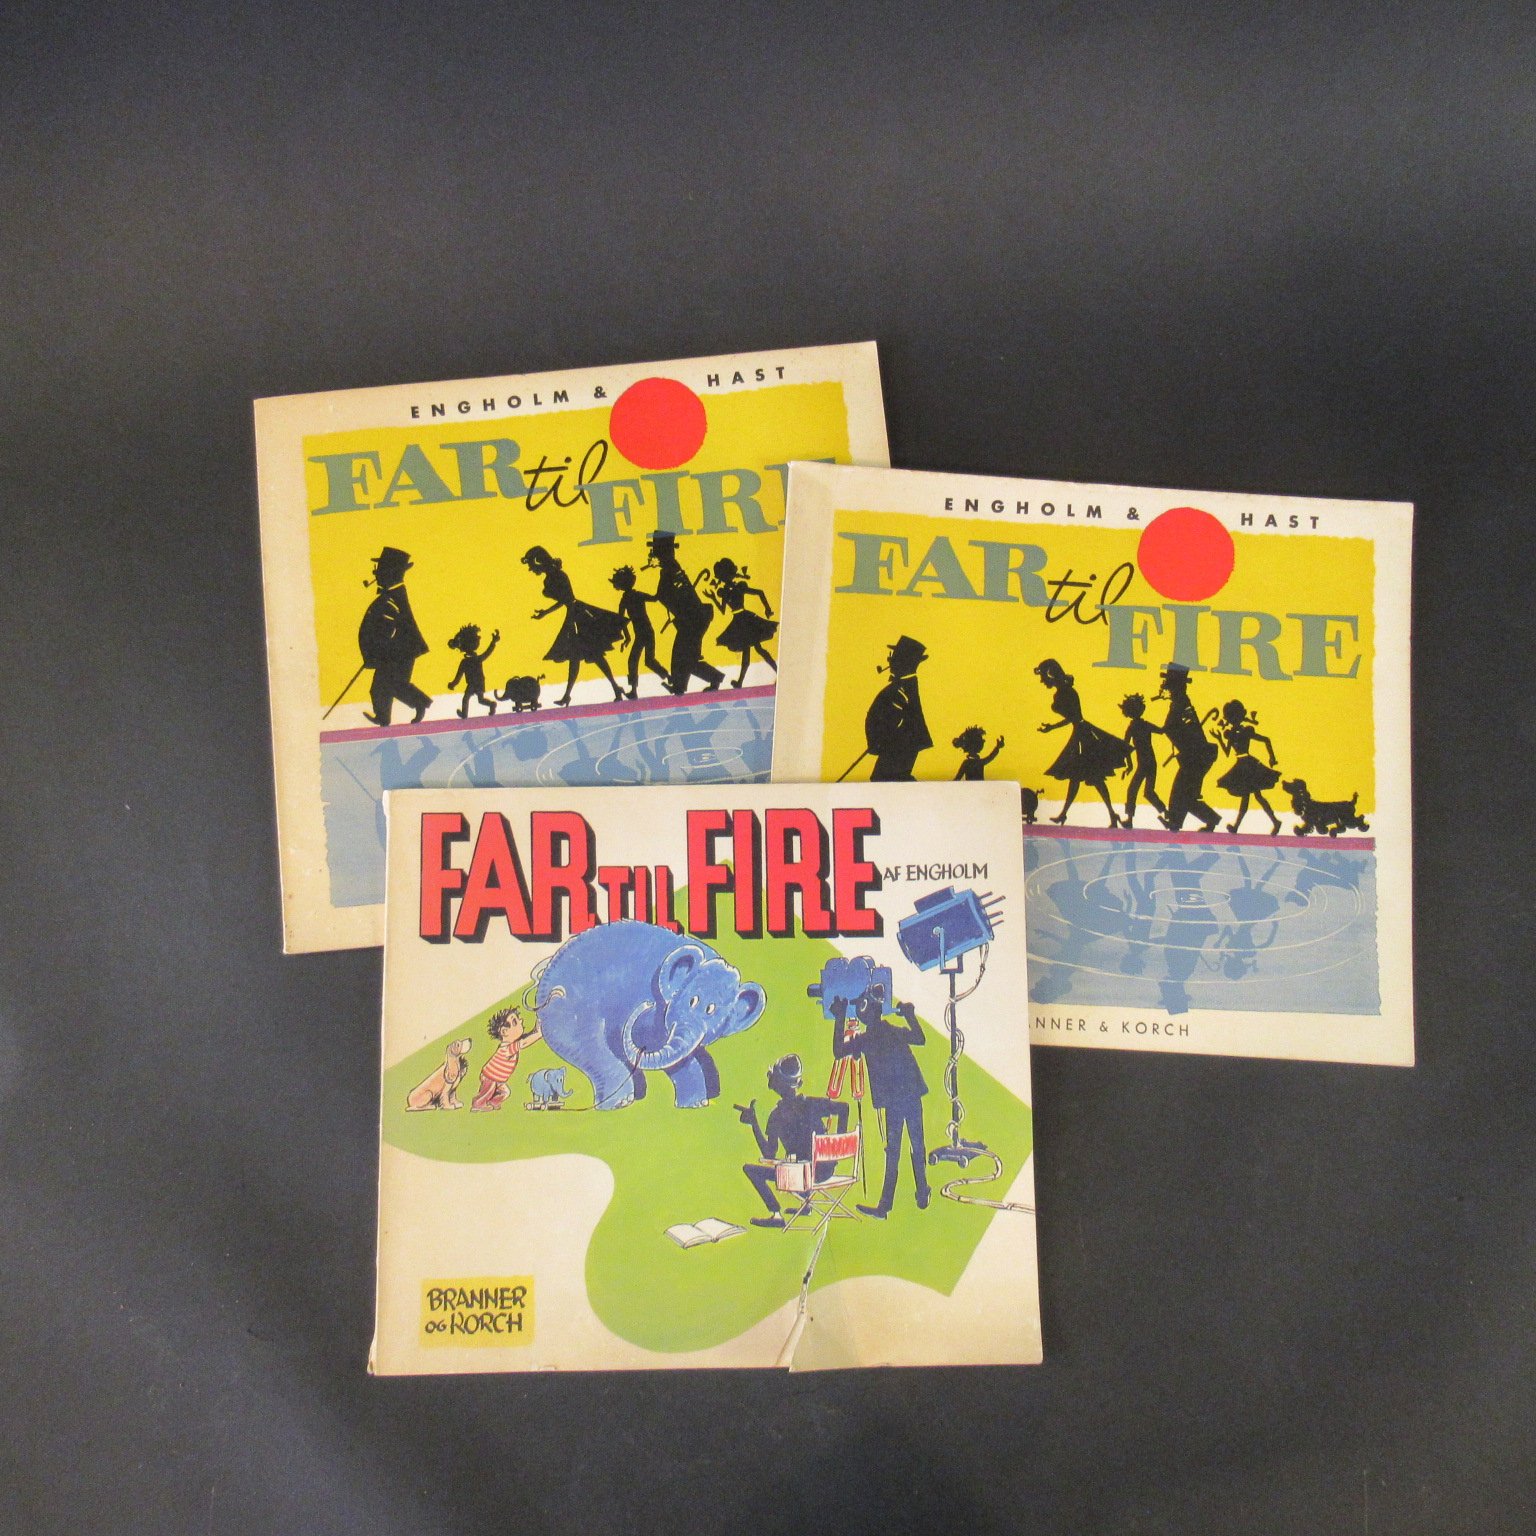 ENGHOLM & HAST
FAR til FIRE
ENGHOLM & HAST
FAR til FIRE
& KORCH
FAR TIL FIRE
AF ENGHOLM
BRANNER
OG KORCH